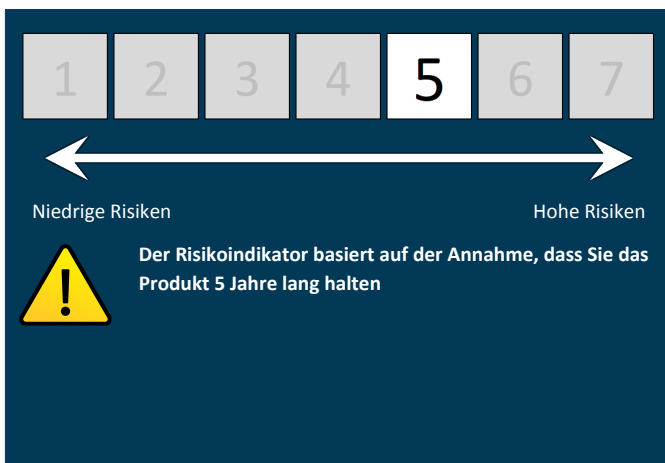 1 2 3 4 5 6 7
Niedrige Risiken Hohe Risiken
Der Risikoindikator basiert auf der Annahme, dass Sie das
Produkt 5 Jahre lang halten